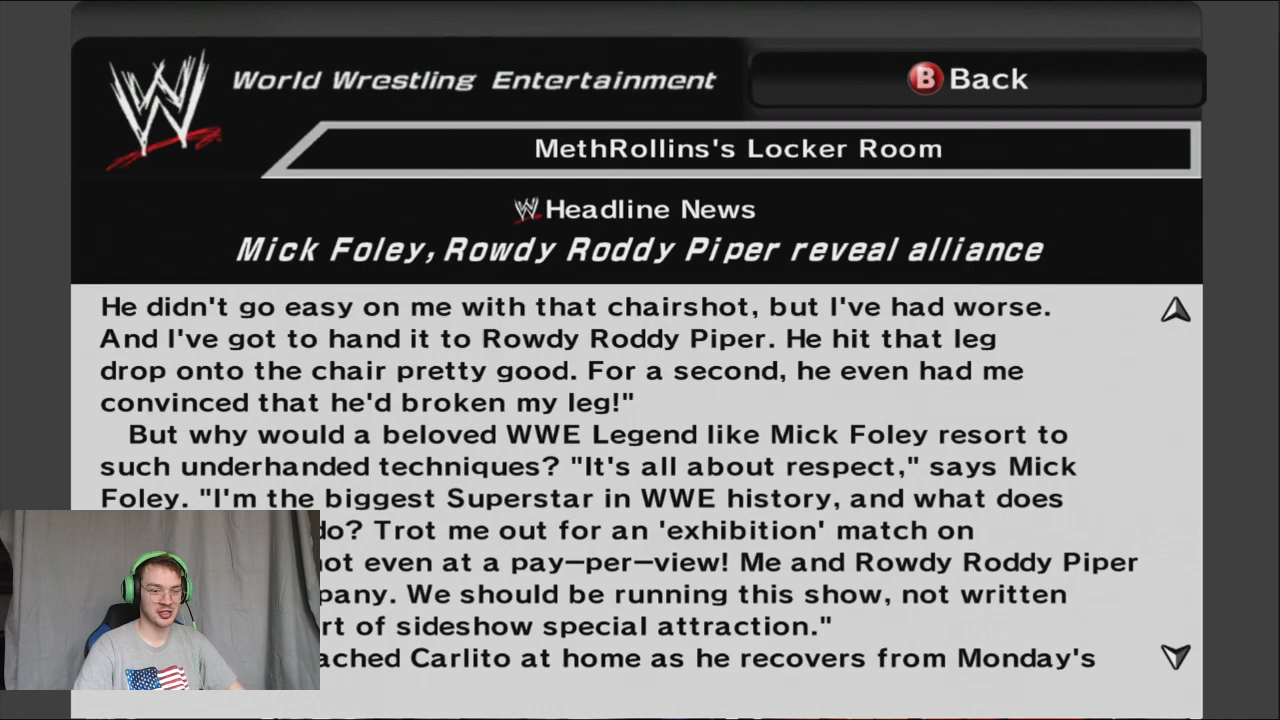 World Wrestling Entertainment
B Back
MethRollins's Locker Room
W Headline News
Mick Foley, Rowdy Roddy Piper reveal alliance
He didn't go easy on me with that chairshot, but I've had worse.
And I've got to hand it to Rowdy Roddy Piper. He hit that leg
drop onto the chair pretty good. For a second, he even had me
convinced that he'd broken my leg!"
But why would a beloved WWE Legend like Mick Foley resort to
such underhanded techniques? "It's all about respect," says Mick
Foley. "I'm the biggest Superstar in WWE history, and what does
do? Trot me out for an 'exhibition' match on
not even at a pay-per-view! Me and Rowdy Roddy Piper
pany. We should be running this show, not written
rt of sideshow special attraction."
ached Carlito at home as he recovers from Monday's